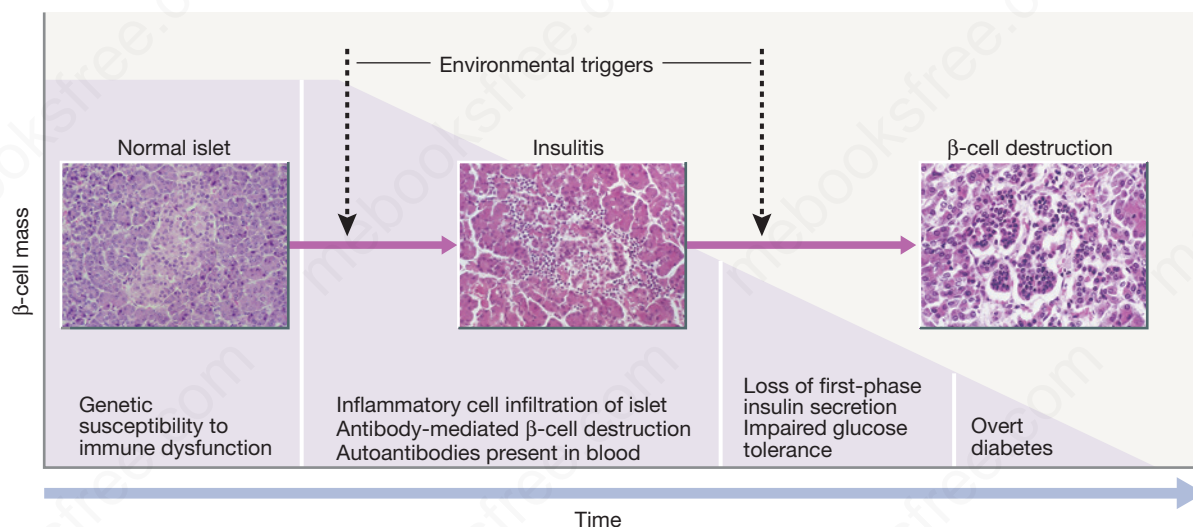 Environmental triggers
Normal islet
Insulitis
β-cell destruction
β-cell mass
Genetic
susceptibility to
immune dysfunction
Inflammatory cell infiltration of islet
Antibody-mediated β-cell destruction
Autoantibodies present in blood
Loss of first-phase
insulin secretion
Impaired glucose
tolerance
Overt
diabetes
Time